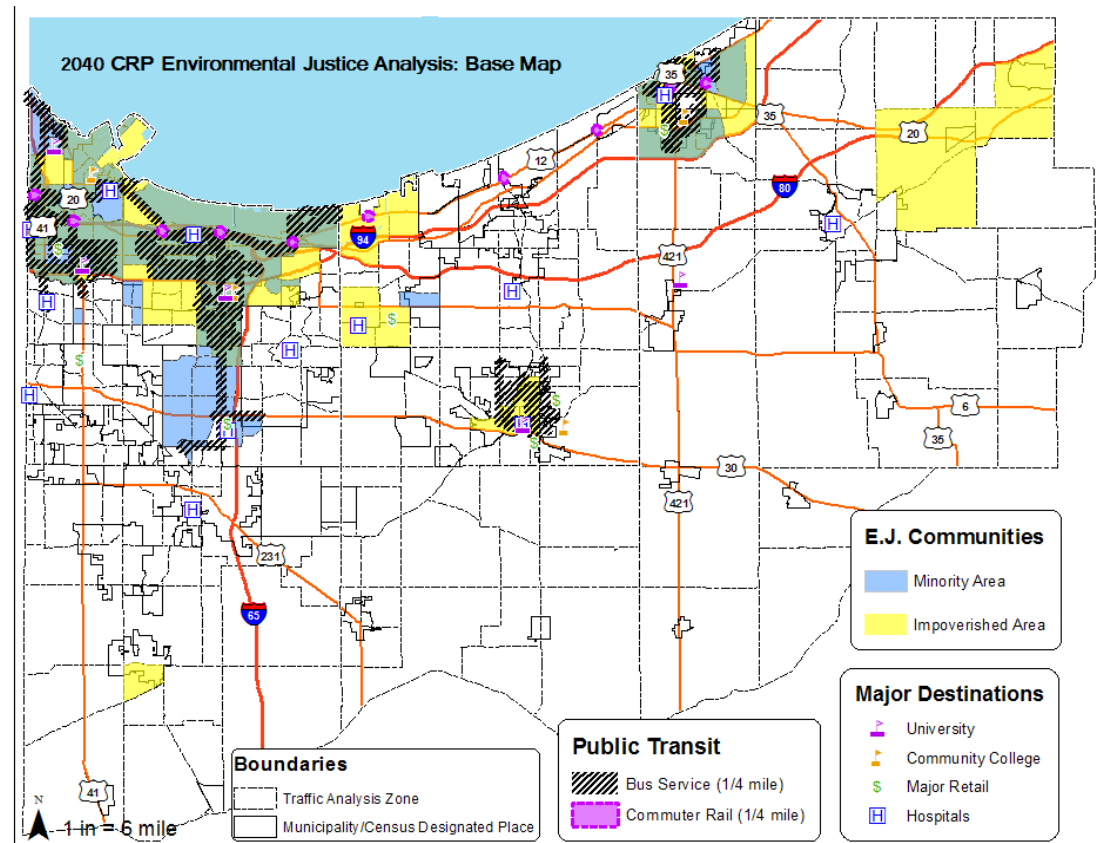 2040 CRP Environmental Justice Analysis: Base Map
35
H
20
H
41
H
12
94
H
35
20
80
H
421
H
H
H
H
$
$
$
$
H
H
$
$
$
6
35
30
H
421
231
65
41
N
1 in = 6 mile
E.J. Communities
Minority Area
Impoverished Area
Major Destinations
University
Community College
$ Major Retail
H Hospitals
Public Transit
Bus Service (1/4 mile)
Commuter Rail (1/4 mile)
Boundaries
Traffic Analysis Zone
Municipality/Census Designated Place